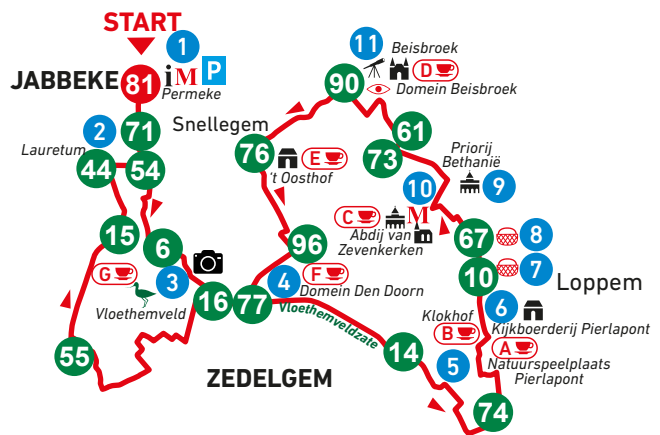 START
1
11
Beisbroek
JABBEKE
81
i M P
Permeke
90
D
Domein Beisbroek
2
71
Snellegem
61
Lauretum
44
54
76
E
't Oosthof
73
Priorij
Bethanië
9
10
15
6
C
M
Abdij van
Zevenkerken
67
8
96
G
3
4
F
Domein Den Doorn
10
7
Loppem
Vloethemveld
16
77
Vloethemveldzate
6
Klokhof
B
Kijkboerderij Pierlapont
55
14
5
A
Natuurspeelplaats
Pierlapont
ZEDELGEM
74